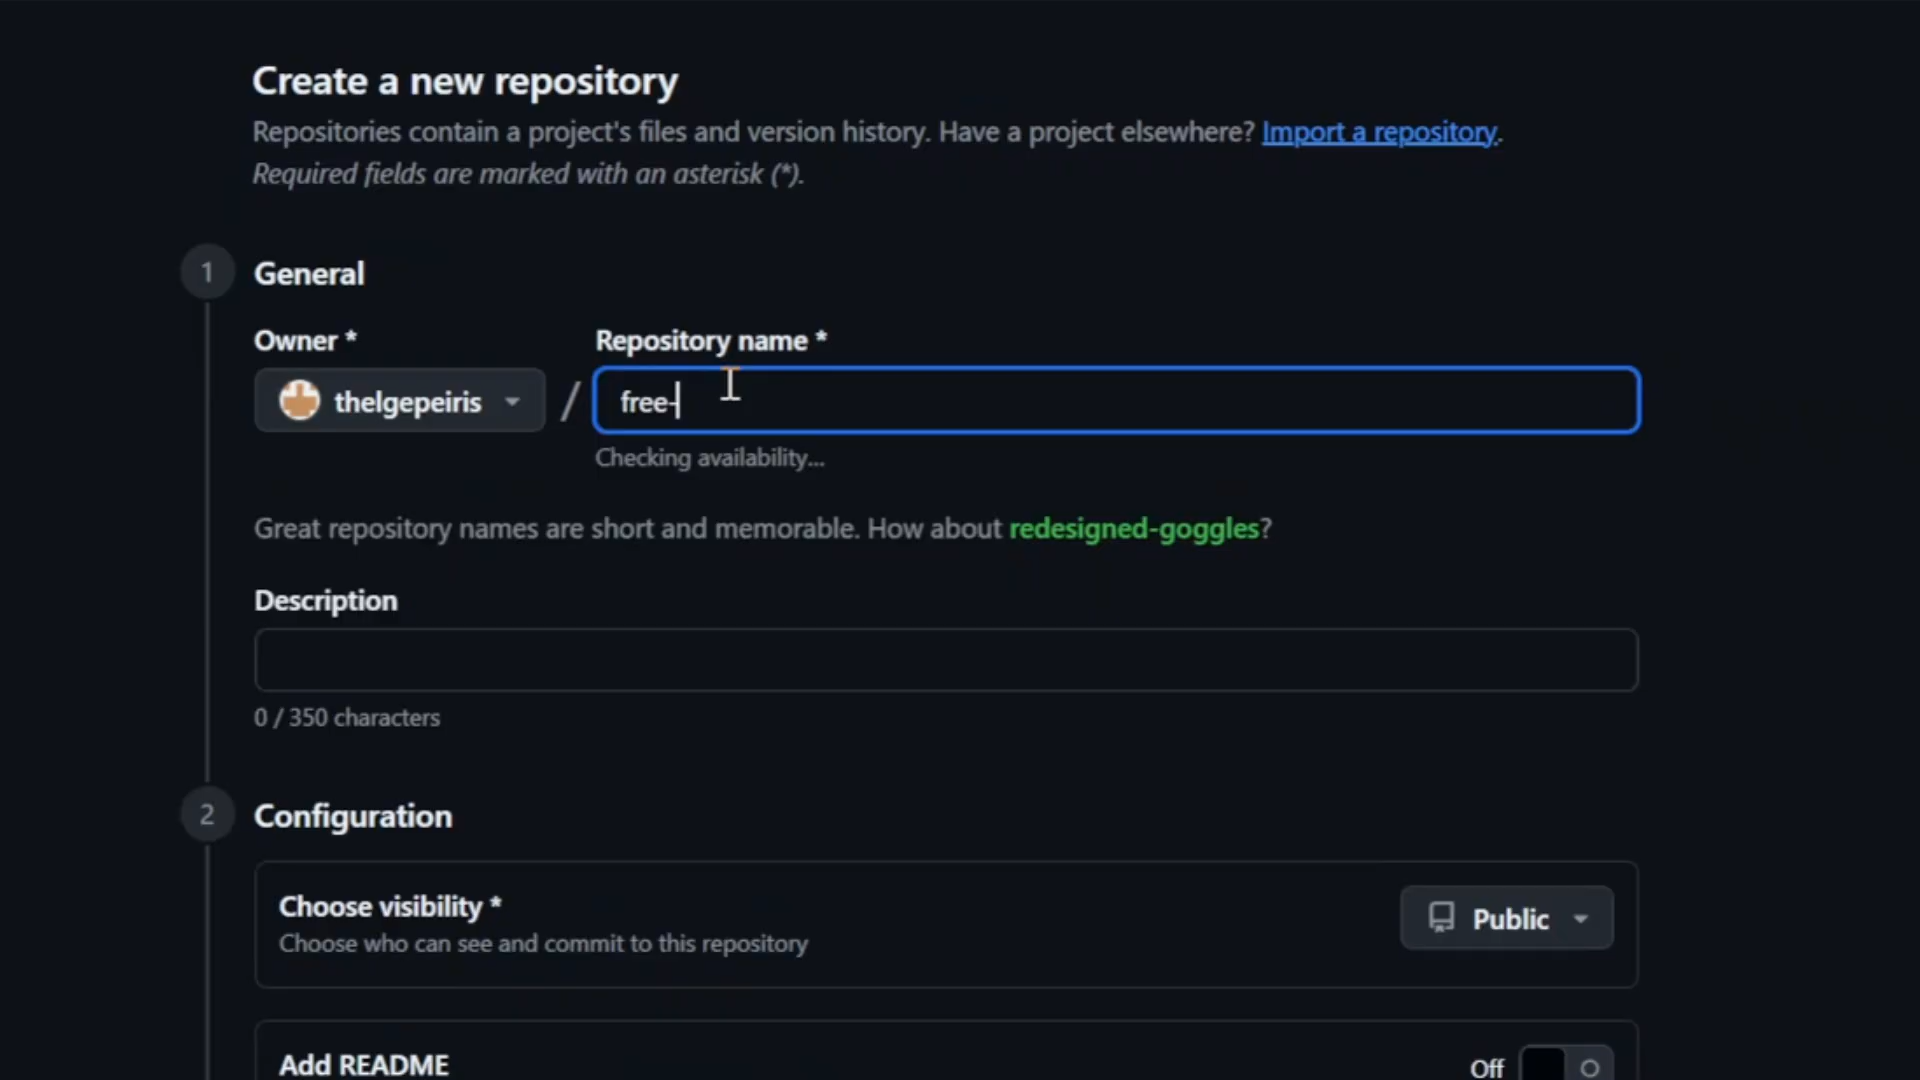 Create a new repository
Repositories contain a project's files and version history. Have a project elsewhere? Import a repository.
Required fields are marked with an asterisk (*).
1 General
Owner * Repository name *
thelgepeiris / free-
Checking availability...
Great repository names are short and memorable. How about redesigned-goggles?
Description
0 / 350 characters
2 Configuration
Choose visibility * Public
Choose who can see and commit to this repository
Add README Off